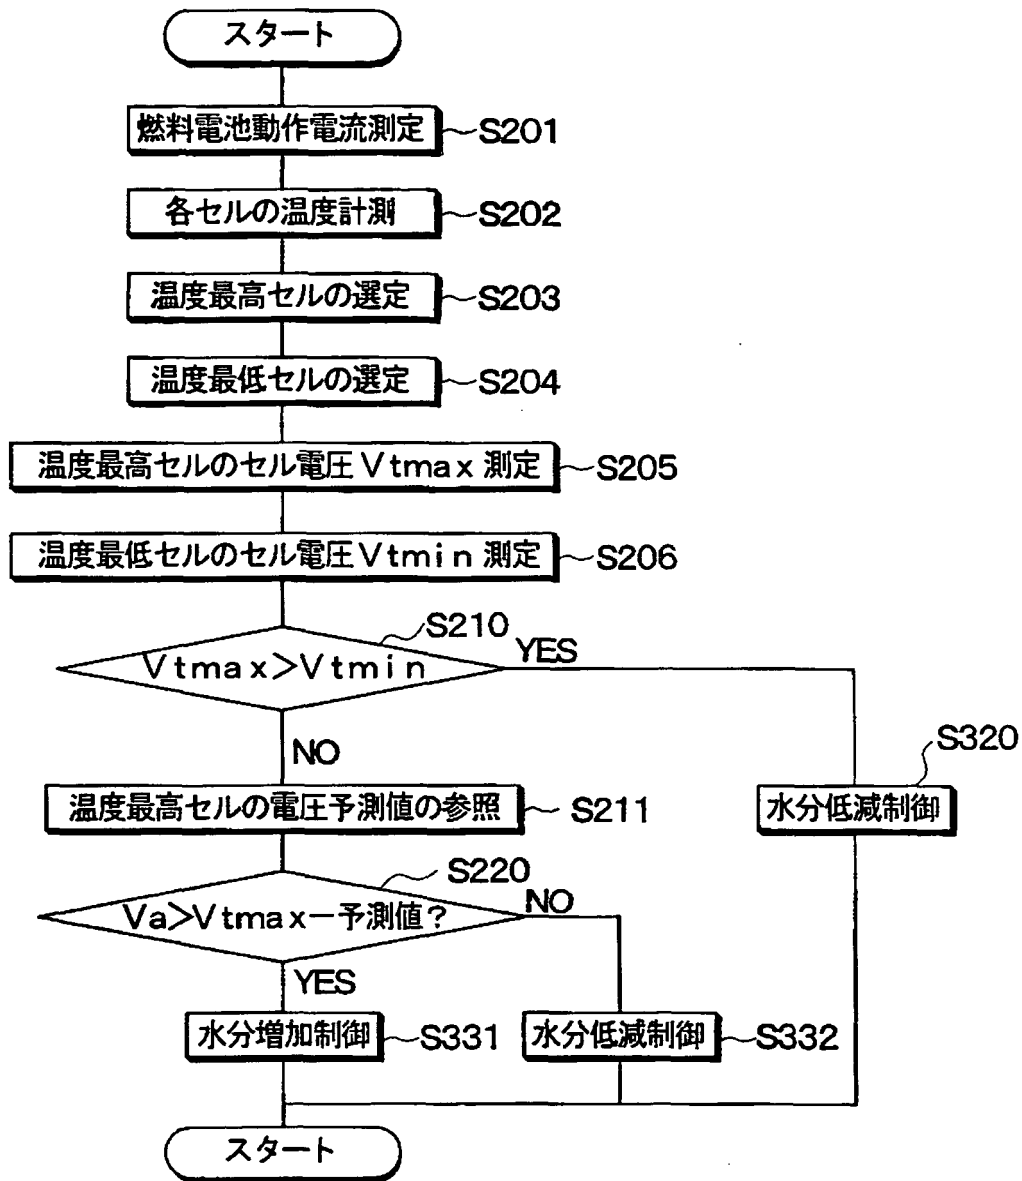 スタート
燃料電池動作電流測定 S201
各セルの温度計測 S202
温度最高セルの選定 S203
温度最低セルの選定 S204
温度最高セルのセル電圧Vtmax測定 S205
温度最低セルのセル電圧Vtmin測定 S206
S210
Vtmax>Vtmin YES
NO
S320
温度最高セルの電圧予測値の参照 S211
水分低減制御
S220
Va>Vtmax－予測値? NO
YES
水分増加制御 S331
水分低減制御 S332
スタート